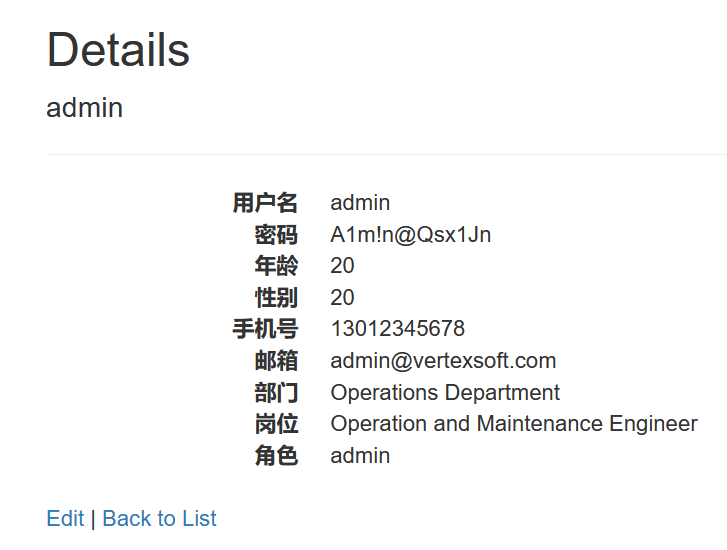 Details
admin
用户名 admin
密码 A1m!n@Qsx1Jn
年龄 20
性别 20
手机号 13012345678
邮箱 admin@vertexsoft.com
部门 Operations Department
岗位 Operation and Maintenance Engineer
角色 admin
Edit | Back to List